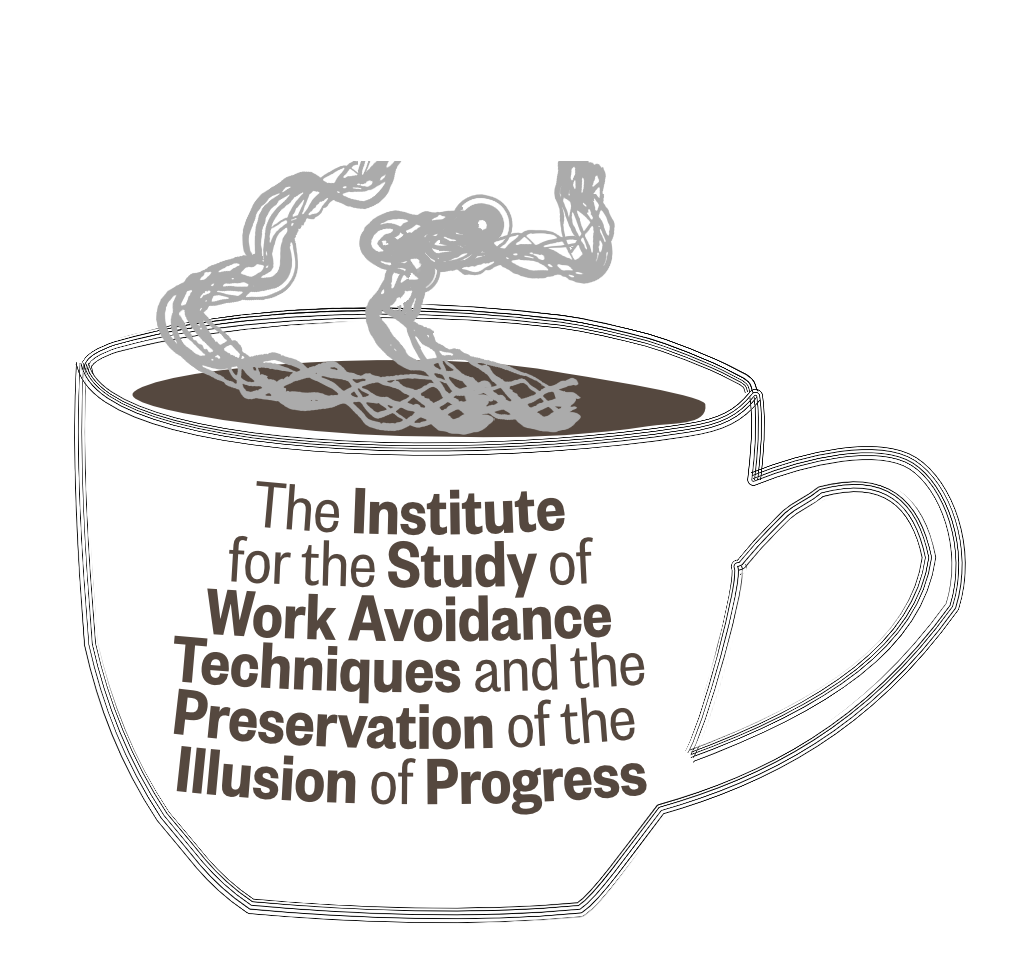 The Institute
for the Study of
Work Avoidance
Techniques and the
Preservation of the
Illusion of Progress